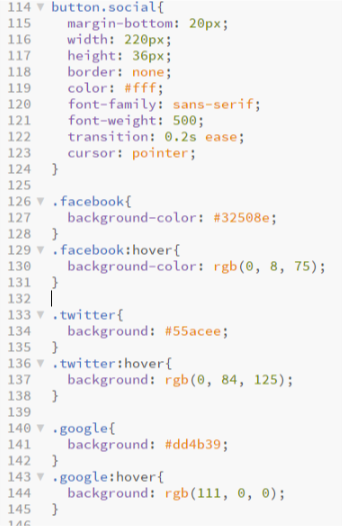 114 button.social{
115 margin-bottom: 20px;
116 width: 220px;
117 height: 36px;
118 border: none;
119 color: #fff;
120 font-family: sans-serif;
121 font-weight: 500;
122 transition: 0.2s ease;
123 cursor: pointer;
124 }
125
126 .facebook{
127 background-color: #32508e;
128 }
129 .facebook:hover{
130 background-color: rgb(0, 8, 75);
131 }
132
133 .twitter{
134 background: #55acee;
135 }
136 .twitter:hover{
137 background: rgb(0, 84, 125);
138 }
139
140 .google{
141 background: #dd4b39;
142 }
143 .google:hover{
144 background: rgb(111, 0, 0);
145 }
146